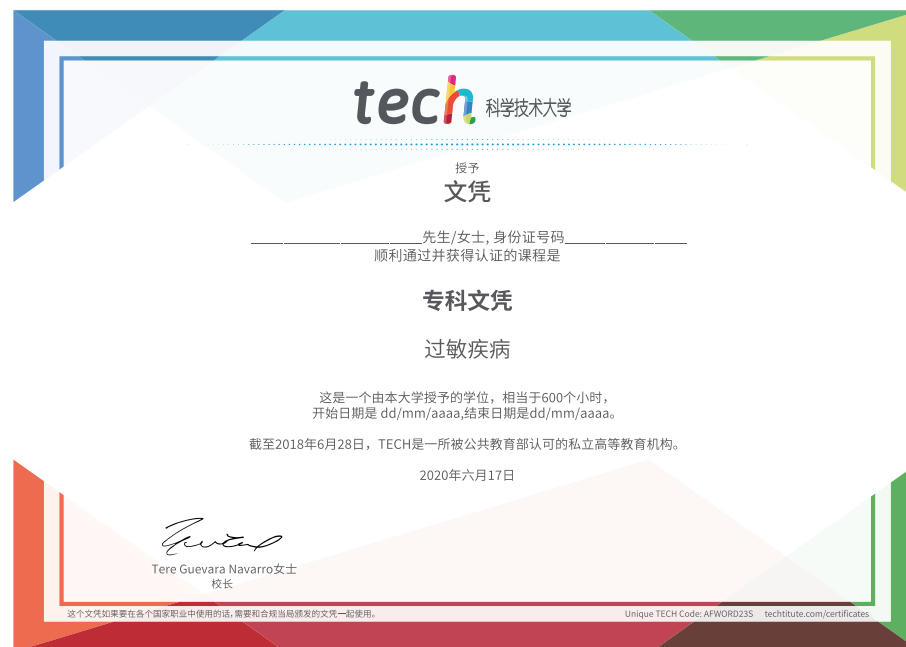 tech 科学技术大学
授予
文凭
____________________先生/女士, 身份证号码______________
顺利通过并获得认证的课程是
专科文凭
过敏疾病
这是一个由本大学授予的学位，相当于600个小时，
开始日期是 dd/mm/aaaa,结束日期是dd/mm/aaaa。
截至2018年6月28日，TECH是一所被公共教育部认可的私立高等教育机构。
2020年六月17日
Tere Guevara Navarro女士
校长
这个文凭如果要在各个国家职业中使用的话,需要和合规当局颁发的文凭一起使用。
Unique TECH Code: AFWORD23S techtitute.com/certificates